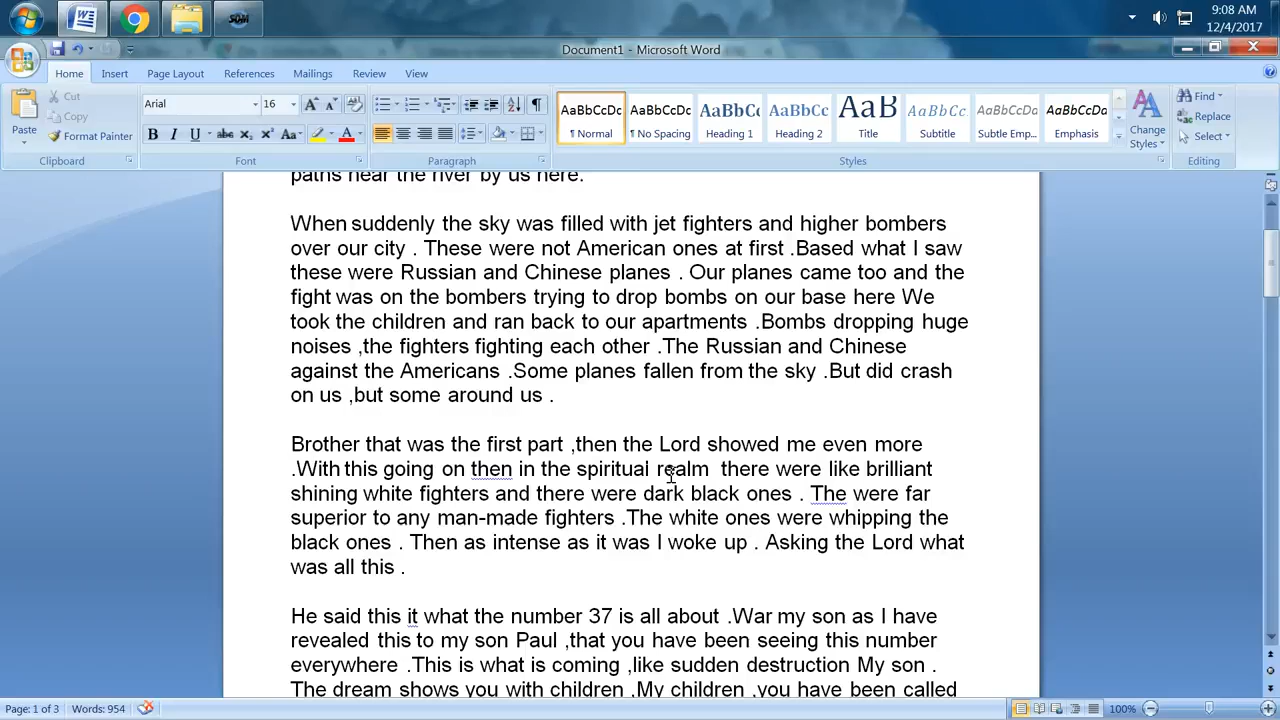 9:08 AM
12/4/2017
Document1 - Microsoft Word
Home Insert Page Layout References Mailings Review View
Paste
Cut
Copy
Format Painter
Clipboard
Arial 16
Font
Paragraph
AaBbCcDc AaBbCcDc AaBbC AaBbCc AaB AaBbCc. AaBbCcDa AaBbCcDa
¶ Normal ¶ No Spacing Heading 1 Heading 2 Title Subtitle Subtle Emp... Emphasis
Change Styles
Styles
Find
Replace
Select
Editing
paths near the river by us here.
When suddenly the sky was filled with jet fighters and higher bombers
over our city . These were not American ones at first .Based what I saw
these were Russian and Chinese planes . Our planes came too and the
fight was on the bombers trying to drop bombs on our base here We
took the children and ran back to our apartments .Bombs dropping huge
noises ,the fighters fighting each other .The Russian and Chinese
against the Americans .Some planes fallen from the sky .But did crash
on us ,but some around us .
Brother that was the first part ,then the Lord showed me even more
.With this going on then in the spiritual realm  there were like brilliant
shining white fighters and there were dark black ones . The were far
superior to any man-made fighters .The white ones were whipping the
black ones . Then as intense as it was I woke up . Asking the Lord what
was all this .
He said this it what the number 37 is all about .War my son as I have
revealed this to my son Paul ,that you have been seeing this number
everywhere .This is what is coming ,like sudden destruction My son .
The dream shows you with children ,My children ,you have been called
Page: 1 of 3 Words: 954
100%